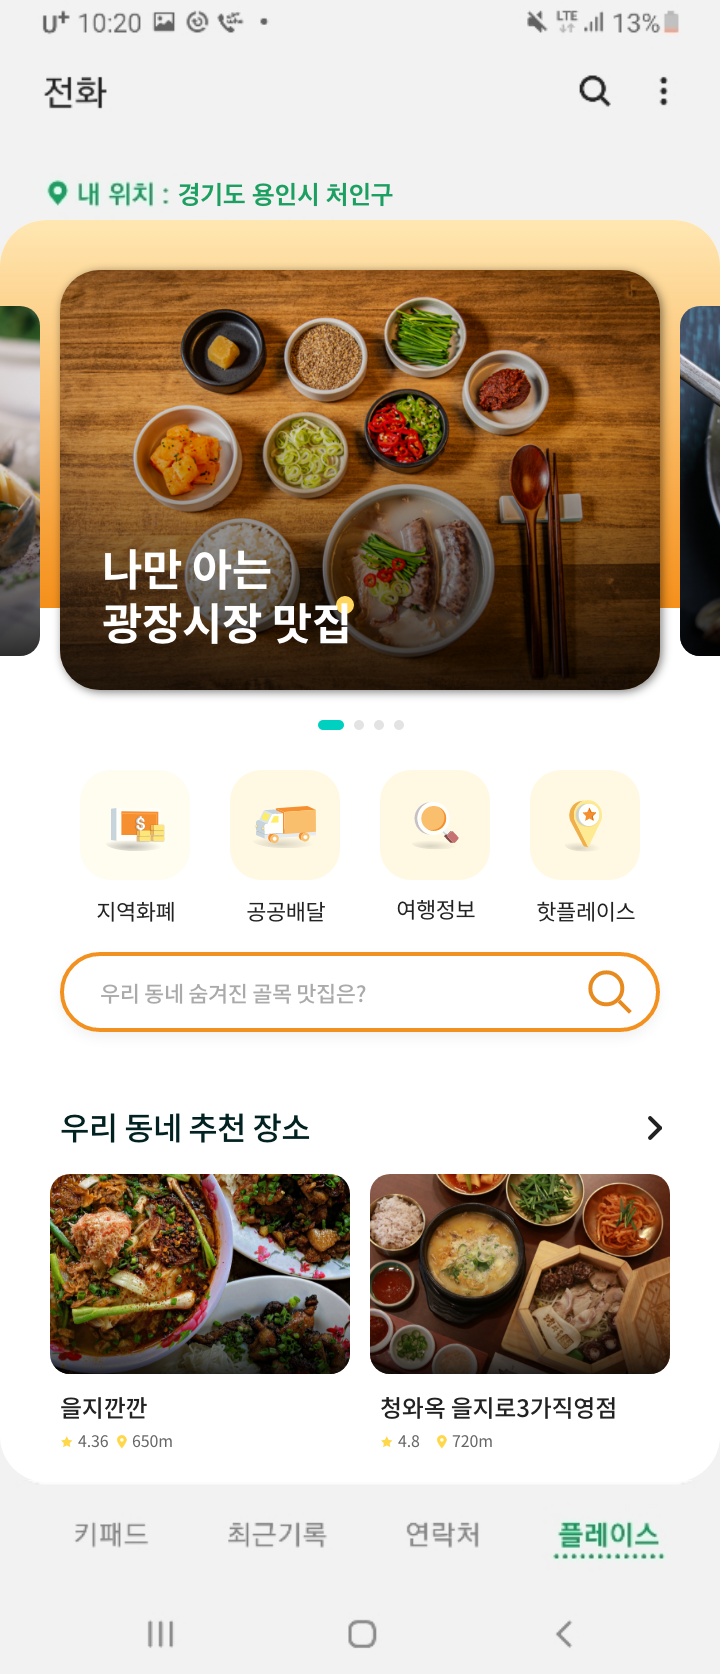 U+ 10:20 LTE 13%
전화
내 위치 : 경기도 용인시 처인구
나만 아는
광장시장 맛집
지역화폐 공공배달 여행정보 핫플레이스
우리 동네 숨겨진 골목 맛집은?
우리 동네 추천 장소
을지깐깐 청와옥 을지로3가직영점
4.36 650m 4.8 720m
키패드 최근기록 연락처 플레이스